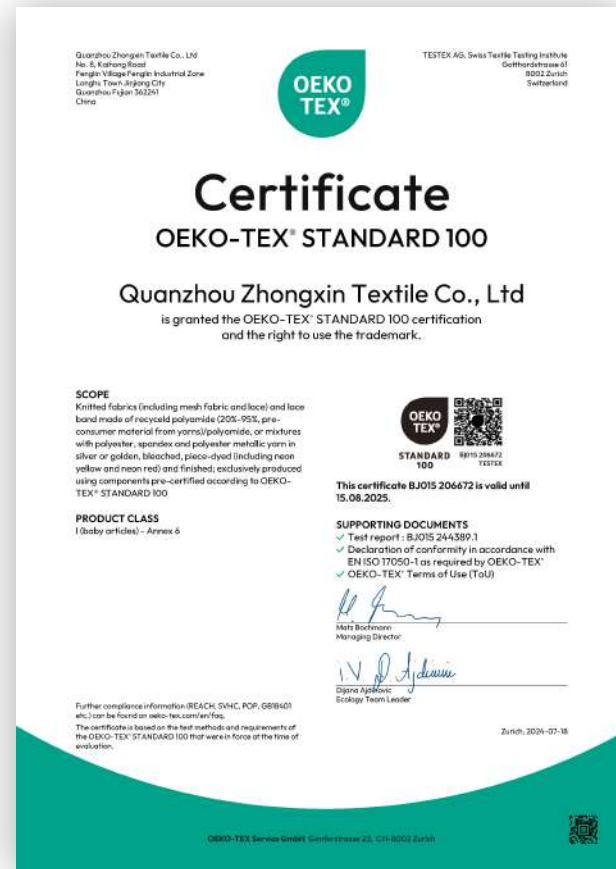 Quanzhou Zhongxin Textile Co., Ltd
No. 8, Kaihong Road
Fenglin Village Fenglin Industrial Zone
Longhu Town Jinjiang City
Quanzhou Fujian 362241
China
OEKO
TEX®
TESTEX AG, Swiss Textile Testing Institute
Gotthardstrasse 61
8002 Zurich
Switzerland
Certificate
OEKO-TEX® STANDARD 100
Quanzhou Zhongxin Textile Co., Ltd
is granted the OEKO-TEX® STANDARD 100 certification
and the right to use the trademark.
SCOPE
Knitted fabrics (including mesh fabric and lace) and lace
band made of recycled polyamide (20%-95%, pre-
consumer material from yarns)/polyamide, or mixtures
with polyester, spandex and polyester metallic yarn in
silver or golden, bleached, piece-dyed (including neon
yellow and neon red) and finished; exclusively produced
using components pre-certified according to OEKO-
TEX® STANDARD 100
PRODUCT CLASS
I (baby articles) - Annex 6
OEKO
TEX®
STANDARD
100
BJ015 206672
TESTEX
This certificate BJ015 206672 is valid until
15.08.2025.
SUPPORTING DOCUMENTS
✓ Test report : BJ015 244389.1
✓ Declaration of conformity in accordance with
EN ISO 17050-1 as required by OEKO-TEX®
✓ OEKO-TEX® Terms of Use (ToU)
Mats Bachmann
Managing Director
i.V. D. Ajdinovic
Dijana Ajdinovic
Ecology Team Leader
Further compliance information (REACH, SVHC, POP, GB18401
etc.) can be found on oeko-tex.com/en/faq.
The certificate is based on the test methods and requirements of
the OEKO-TEX® STANDARD 100 that were in force at the time of
evaluation.
Zurich, 2024-07-18
OEKO-TEX Service GmbH Genferstrasse 23, CH-8002 Zurich